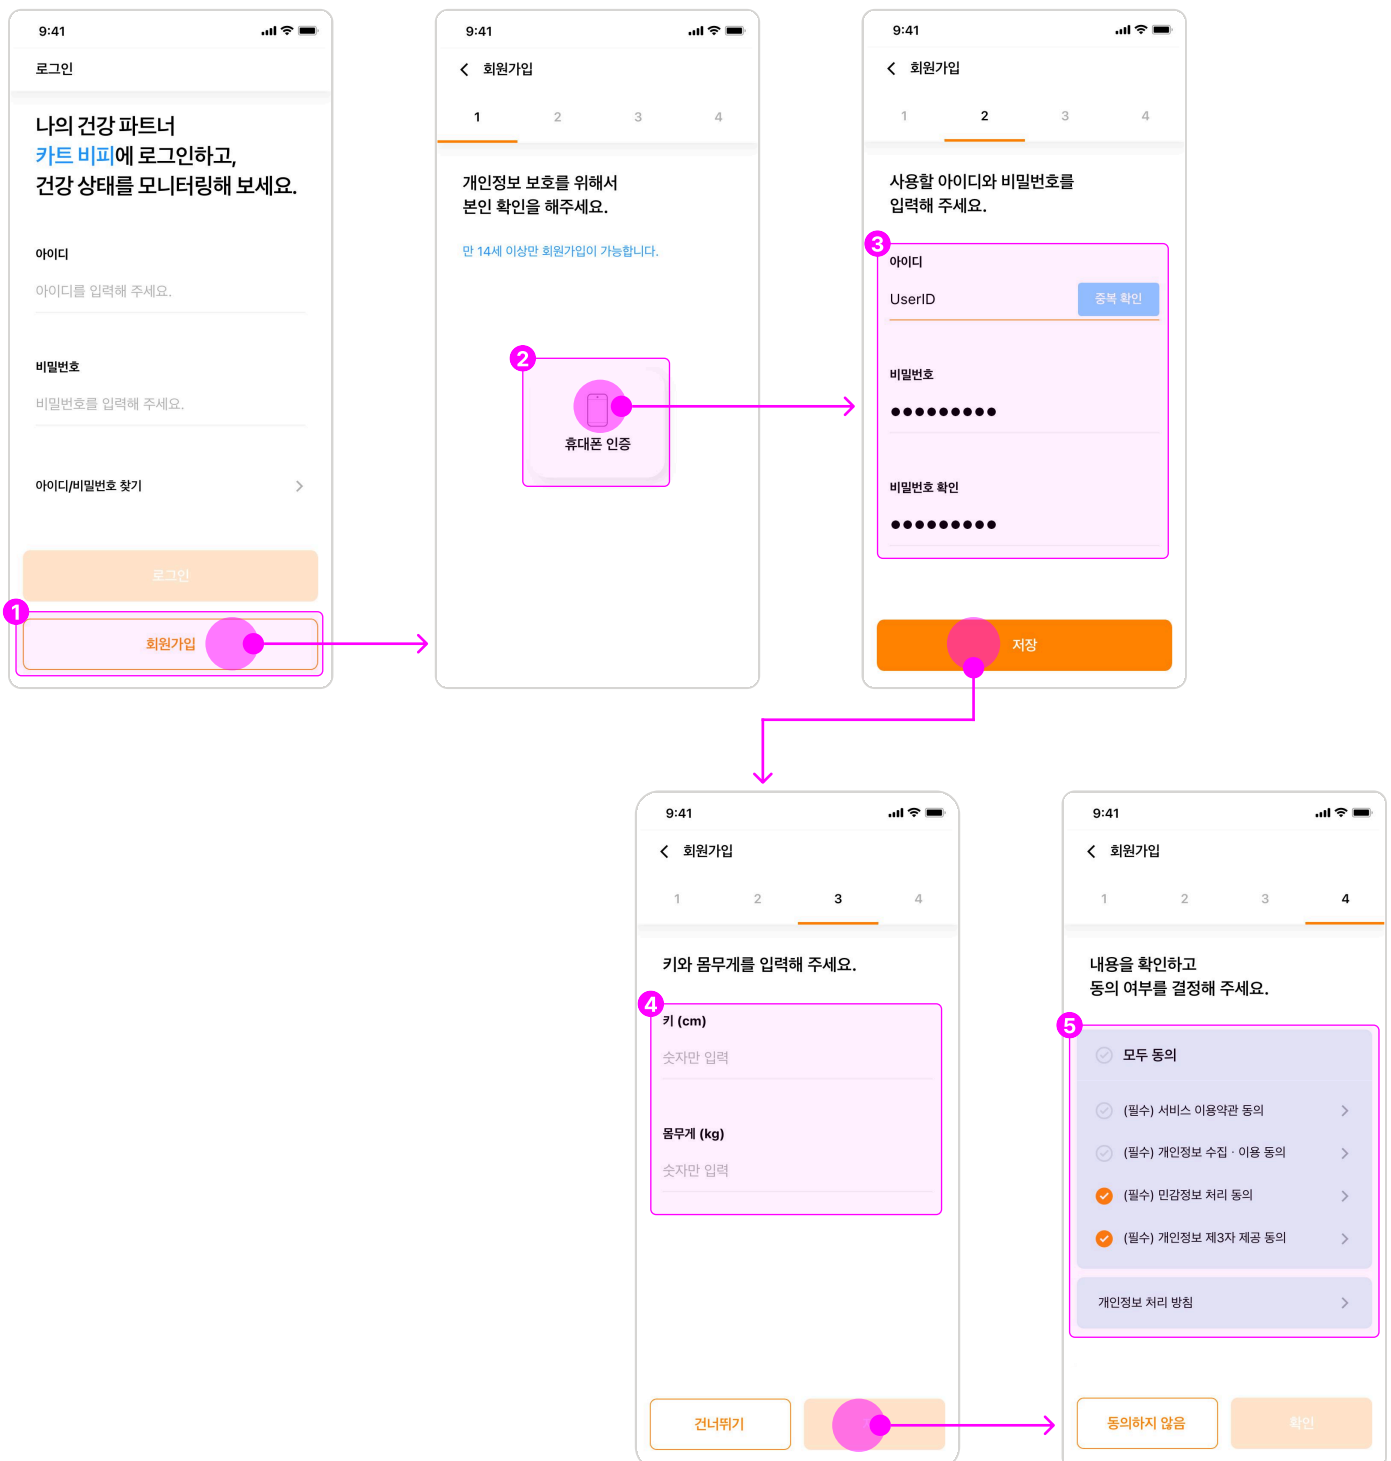 9:41
로그인
나의 건강 파트너
카트 비피에 로그인하고,
건강 상태를 모니터링해 보세요.
아이디
아이디를 입력해 주세요.
비밀번호
비밀번호를 입력해 주세요.
아이디/비밀번호 찾기
로그인
1
회원가입
9:41
회원가입
1 2 3 4
개인정보 보호를 위해서
본인 확인을 해주세요.
만 14세 이상만 회원가입이 가능합니다.
2
휴대폰 인증
9:41
회원가입
1 2 3 4
사용할 아이디와 비밀번호를
입력해 주세요.
3
아이디
UserID 중복 확인
비밀번호
●●●●●●●●●
비밀번호 확인
●●●●●●●●●
저장
9:41
회원가입
1 2 3 4
키와 몸무게를 입력해 주세요.
4
키 (cm)
숫자만 입력
몸무게 (kg)
숫자만 입력
건너뛰기
9:41
회원가입
1 2 3 4
내용을 확인하고
동의 여부를 결정해 주세요.
5
모두 동의
(필수) 서비스 이용약관 동의
(필수) 개인정보 수집 · 이용 동의
(필수) 민감정보 처리 동의
(필수) 개인정보 제3자 제공 동의
개인정보 처리 방침
동의하지 않음 확인